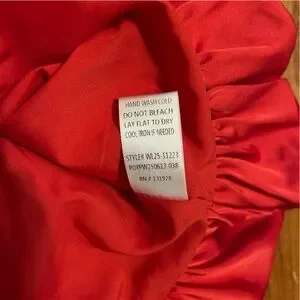 HAND WASH COLD
DO NOT BLEACH
LAY FLAT TO DRY
COOL IRON IF NEEDED
STYLE# WL25-11223
PO#PW250613-038
RN # 131978